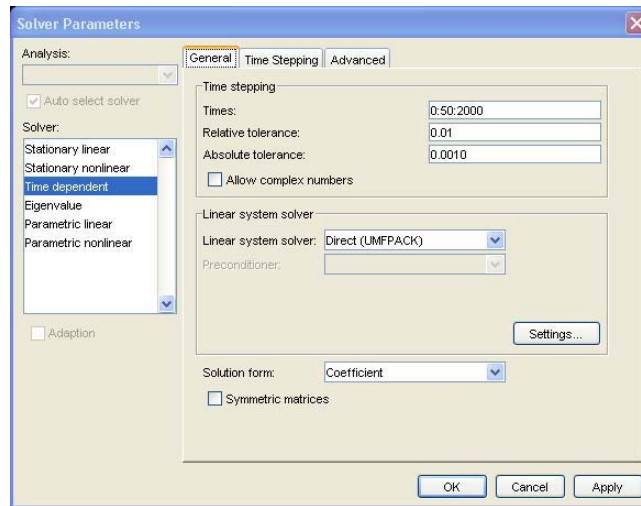 Solver Parameters
Analysis:
Auto select solver
Solver:
Stationary linear
Stationary nonlinear
Time dependent
Eigenvalue
Parametric linear
Parametric nonlinear
Adaption
General Time Stepping Advanced
Time stepping
Times: 0:50:2000
Relative tolerance: 0.01
Absolute tolerance: 0.0010
Allow complex numbers
Linear system solver
Linear system solver: Direct (UMFPACK)
Preconditioner:
Settings...
Solution form: Coefficient
Symmetric matrices
OK Cancel Apply